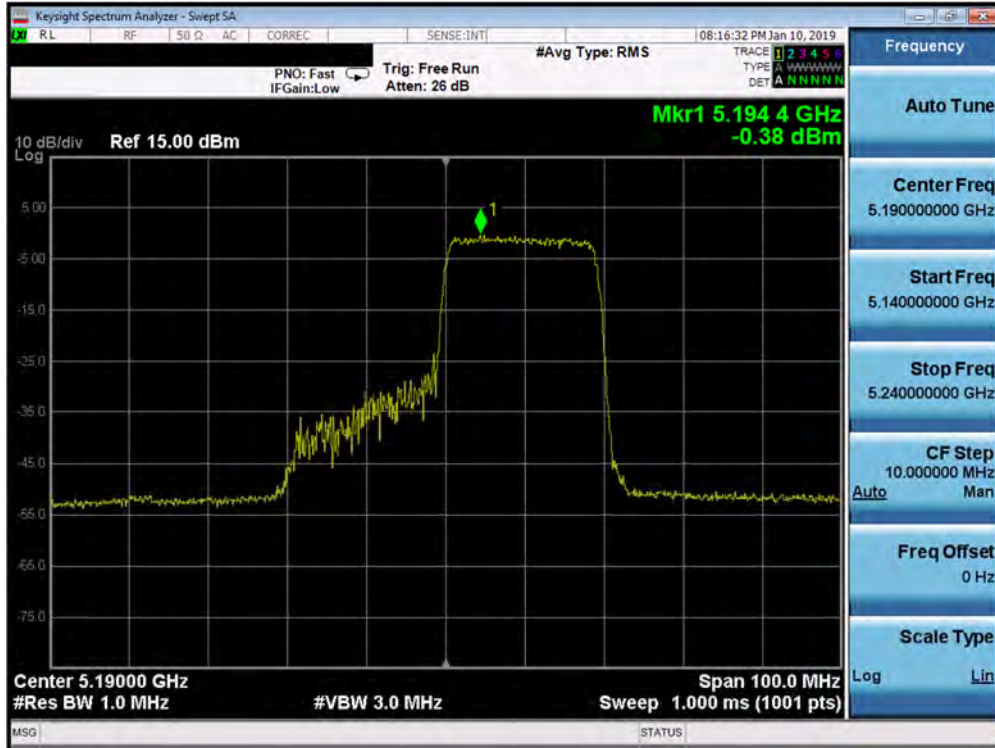 Keysight Spectrum Analyzer - Swept SA
LXI RL RF 50 Ω AC CORREC SENSE:INT 08:16:32 PM Jan 10, 2019
#Avg Type: RMS TRACE 1 2 3 4 5 6
PNO: Fast Trig: Free Run TYPE A WWWWW
IFGain:Low Atten: 26 dB DET A N N N N N
Mkr1 5.194 4 GHz
-0.38 dBm
10 dB/div Ref 15.00 dBm
Log
1
5.00
-5.00
-15.0
-25.0
-35.0
-45.0
-55.0
-65.0
-75.0
Center 5.19000 GHz Span 100.0 MHz
#Res BW 1.0 MHz #VBW 3.0 MHz Sweep 1.000 ms (1001 pts)
MSG STATUS
Frequency
Auto Tune
Center Freq
5.190000000 GHz
Start Freq
5.140000000 GHz
Stop Freq
5.240000000 GHz
CF Step
10.000000 MHz
Auto Man
Freq Offset
0 Hz
Scale Type
Log Lin